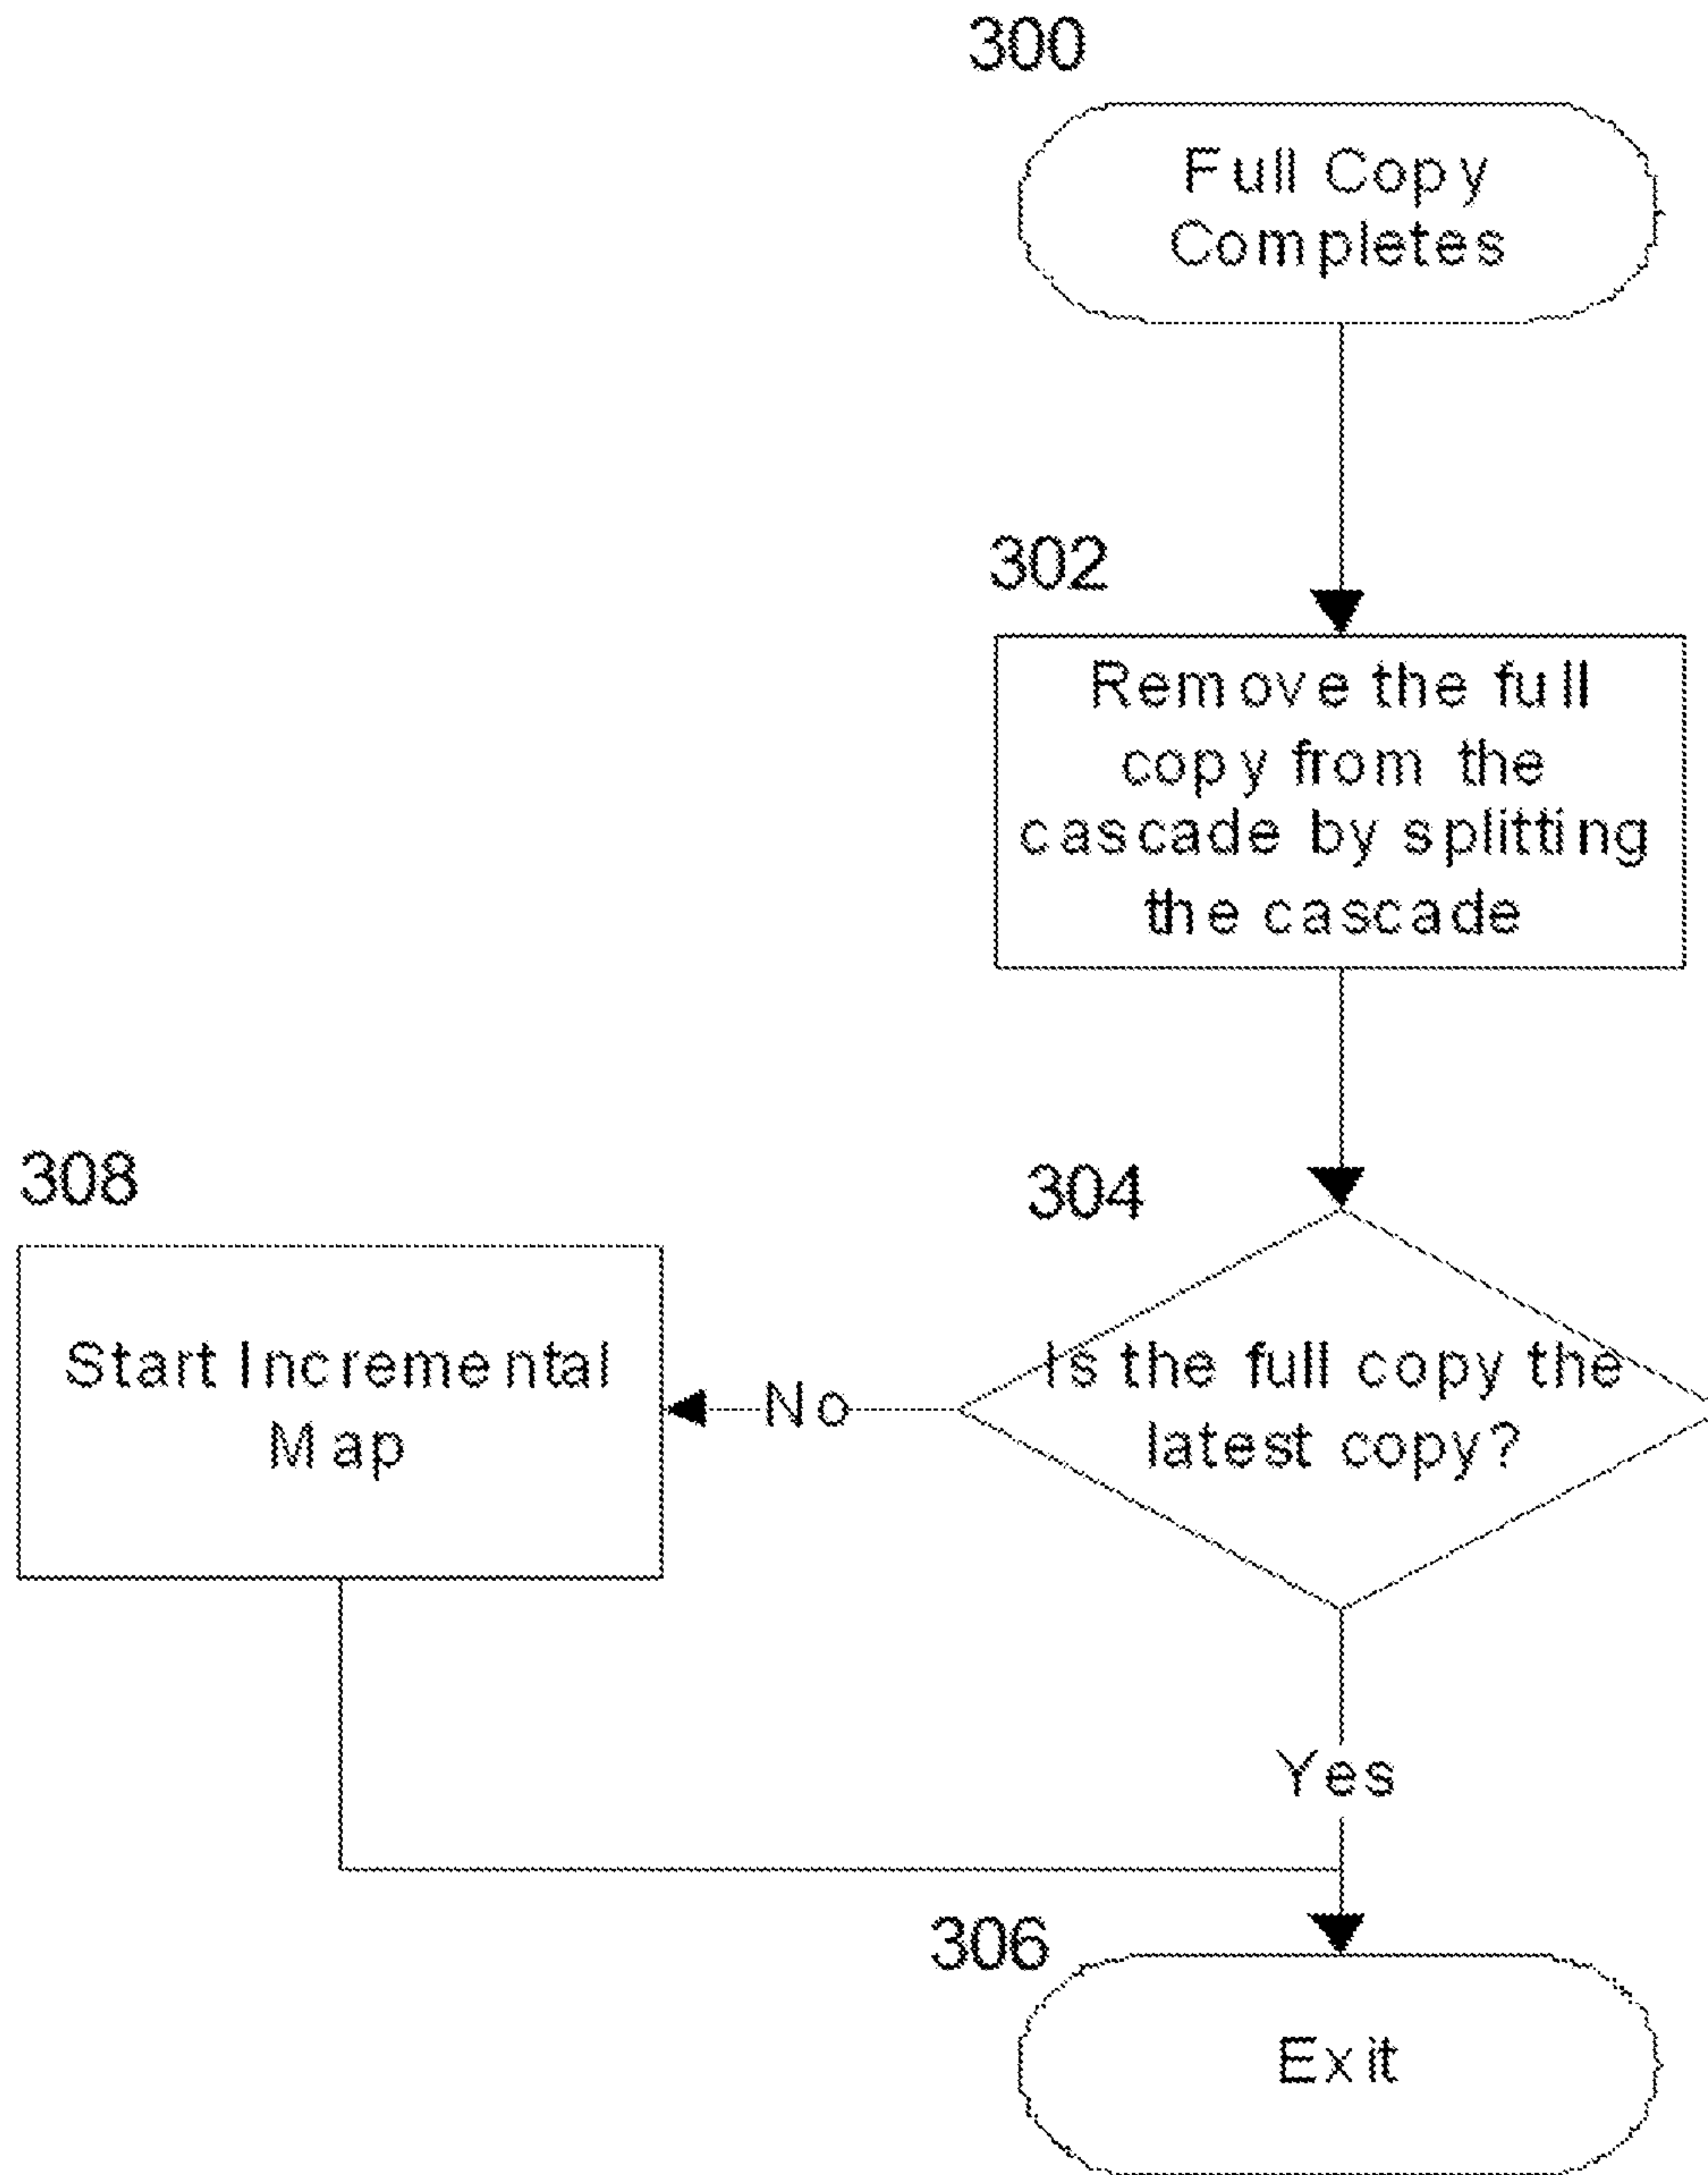 300
Full Copy
Completes
302
Remove the full
copy from the
cascade by splitting
the cascade
308
304
Start Incremental
Map
No
Is the full copy the
latest copy?
Yes
306
Exit